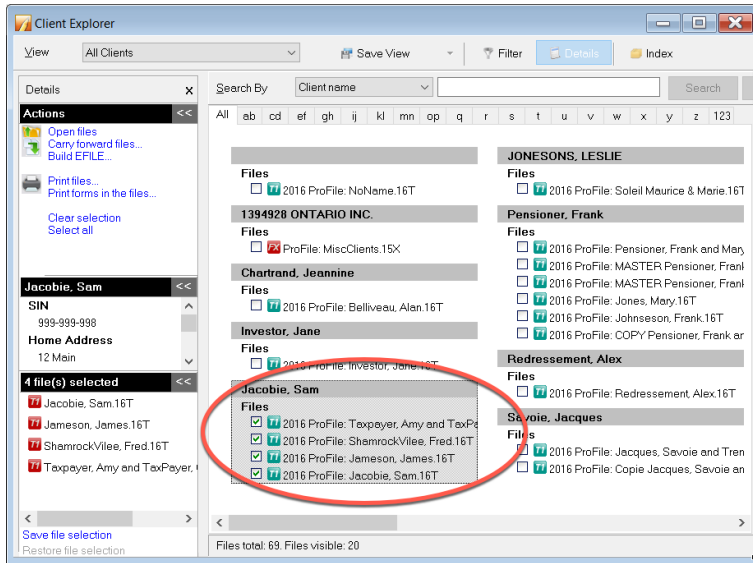 Client Explorer
View
All Clients
Save View
Filter
Details
Index
Details
x
Actions
<<
Open files
Carry forward files...
Build EFILE...
Print files...
Print forms in the files...
Clear selection
Select all
Jacobie, Sam
<<
SIN
999-999-998
Home Address
12 Main
4 file(s) selected
<<
Jacobie, Sam.16T
Jameson, James.16T
ShamrockVilee, Fred.16T
Taxpayer, Amy and TaxPayer,
Save file selection
Restore file selection
Search By
Client name
Search
All ab cd ef gh ij kl mn op q r s t u v w x y z 123
Files
2016 ProFile: NoName.16T
1394928 ONTARIO INC.
Files
ProFile: MiscClients.15X
Chartrand, Jeannine
Files
2016 ProFile: Belliveau, Alan.16T
Investor, Jane
Files
2016 ProFile: Investor, Jane.16T
Jacobie, Sam
Files
2016 ProFile: Taxpayer, Amy and TaxPa
2016 ProFile: ShamrockVilee, Fred.16T
2016 ProFile: Jameson, James.16T
2016 ProFile: Jacobie, Sam.16T
JONESONS, LESLIE
Files
2016 ProFile: Soleil Maurice & Marie.16T
Pensioner, Frank
Files
2016 ProFile: Pensioner, Frank and Mary
2016 ProFile: MASTER Pensioner, Frank
2016 ProFile: MASTER Pensioner, Frank
2016 ProFile: Jones, Mary.16T
2016 ProFile: Johnseson, Frank.16T
2016 ProFile: COPY Pensioner, Frank ar
Redressement, Alex
Files
2016 ProFile: Redressement, Alex.16T
Savoie, Jacques
Files
2016 ProFile: Jacques, Savoie and Tren
2016 ProFile: Copie Jacques, Savoie an
Files total: 69. Files visible: 20